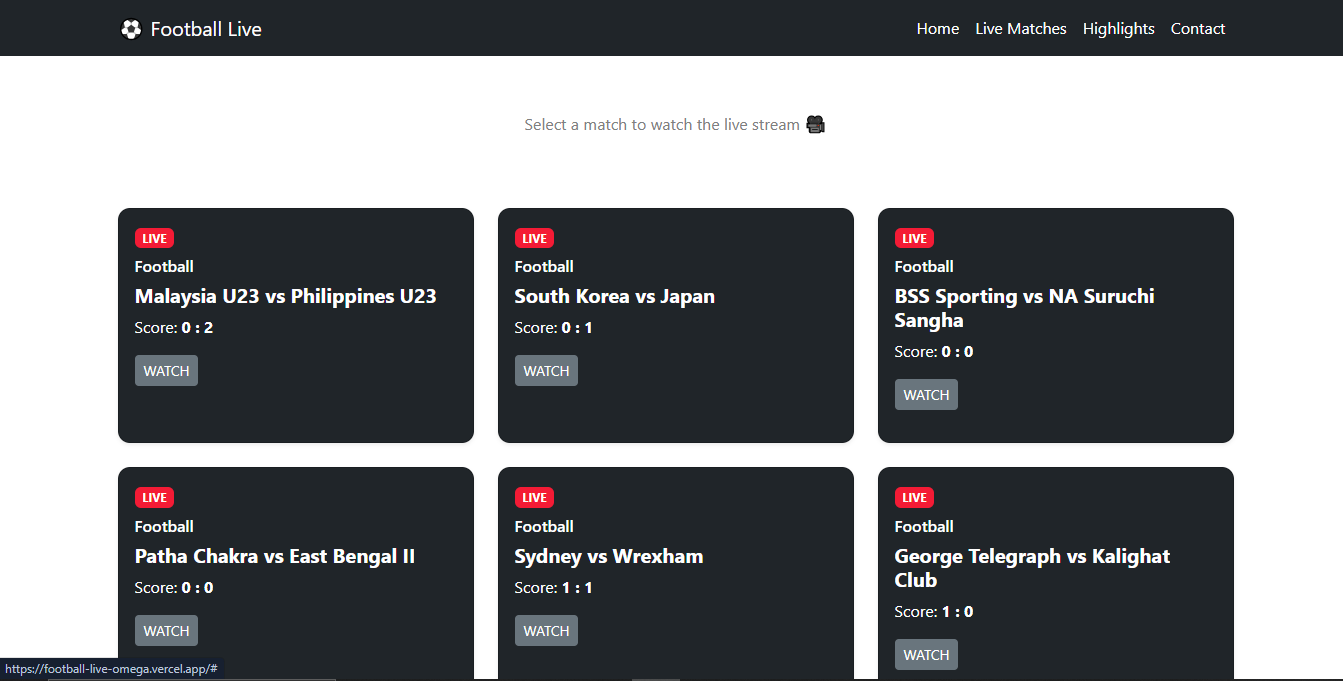 ⚽ Football Live
Home Live Matches Highlights Contact
Select a match to watch the live stream 🎥
LIVE
Football
Malaysia U23 vs Philippines U23
Score: 0 : 2
WATCH
LIVE
Football
South Korea vs Japan
Score: 0 : 1
WATCH
LIVE
Football
BSS Sporting vs NA Suruchi
Sangha
Score: 0 : 0
WATCH
LIVE
Football
Patha Chakra vs East Bengal II
Score: 0 : 0
WATCH
LIVE
Football
Sydney vs Wrexham
Score: 1 : 1
WATCH
LIVE
Football
George Telegraph vs Kalighat
Club
Score: 1 : 0
WATCH
https://football-live-omega.vercel.app/#